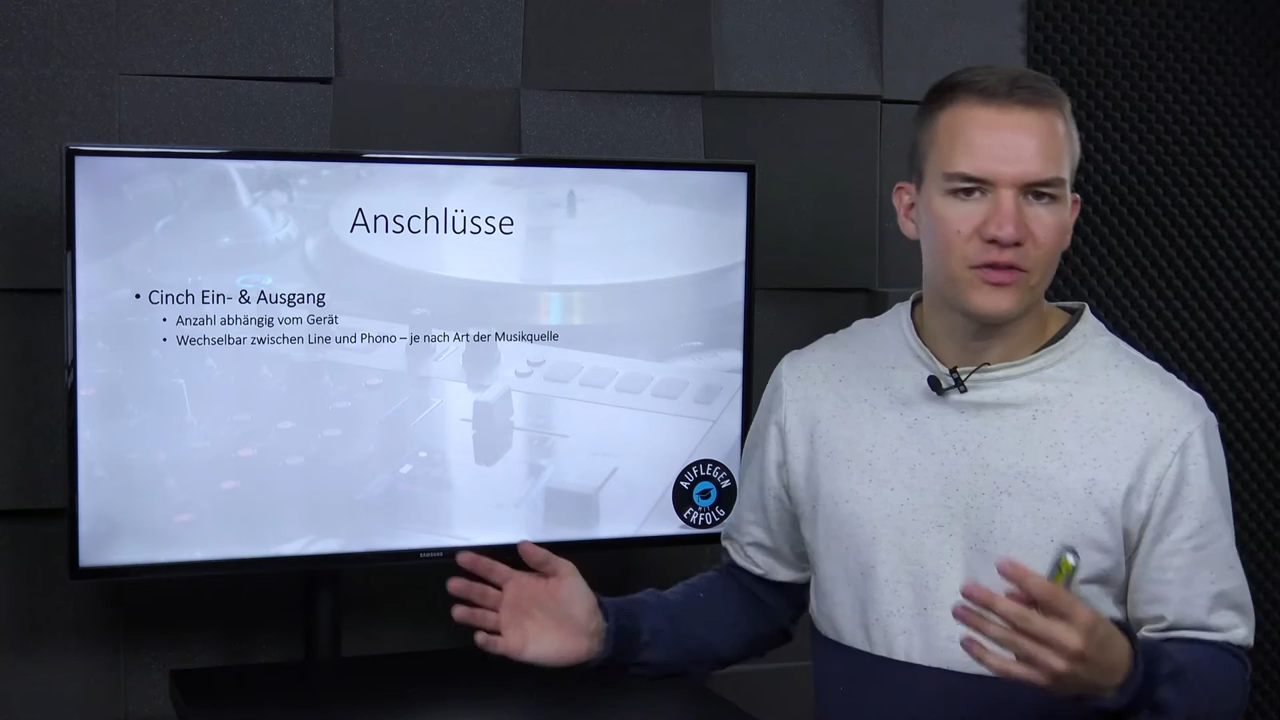 Anschlüsse
• Cinch Ein- & Ausgang
• Anzahl abhängig vom Gerät
• Wechselbar zwischen Line und Phono – je nach Art der Musikquelle
AUFLEGEN
MIT
ERFOLG
SAMSUNG